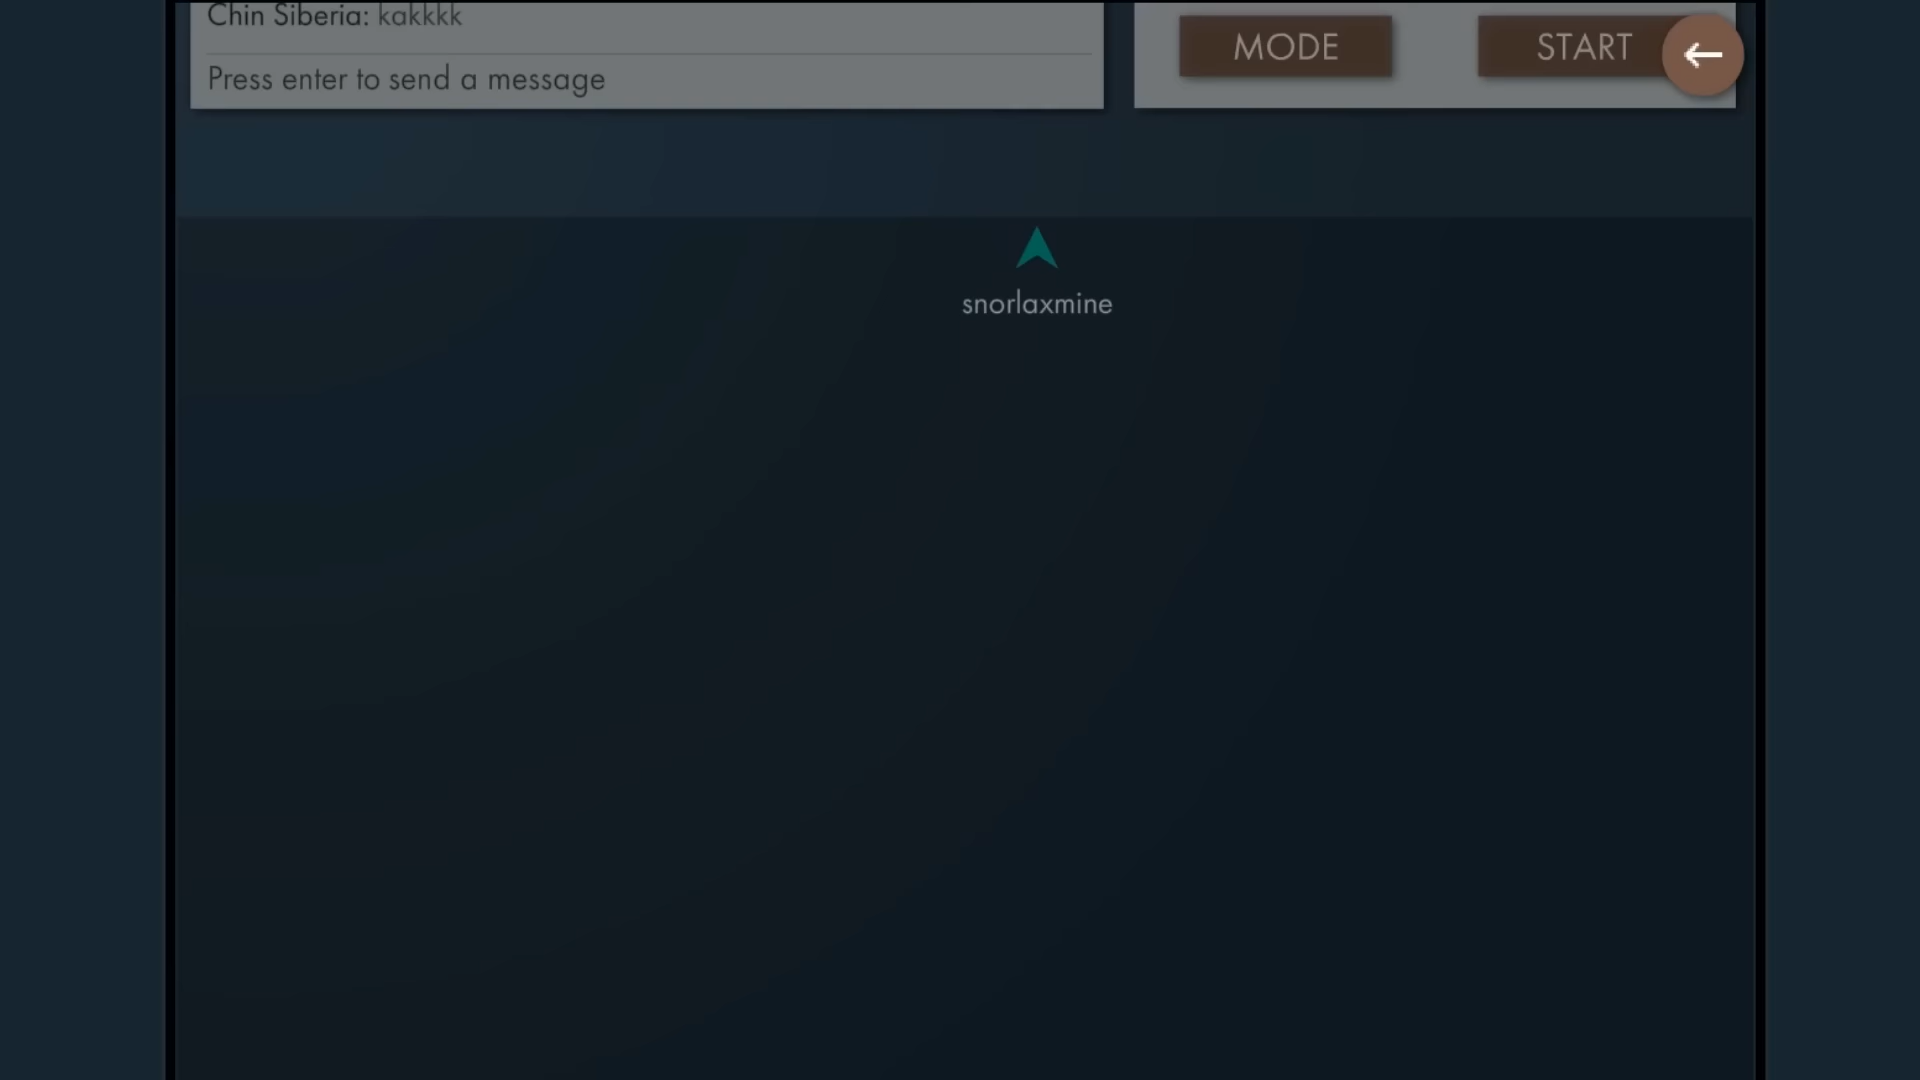 Chin Siberia: kakkkk
Press enter to send a message
MODE
START
snorlaxmine